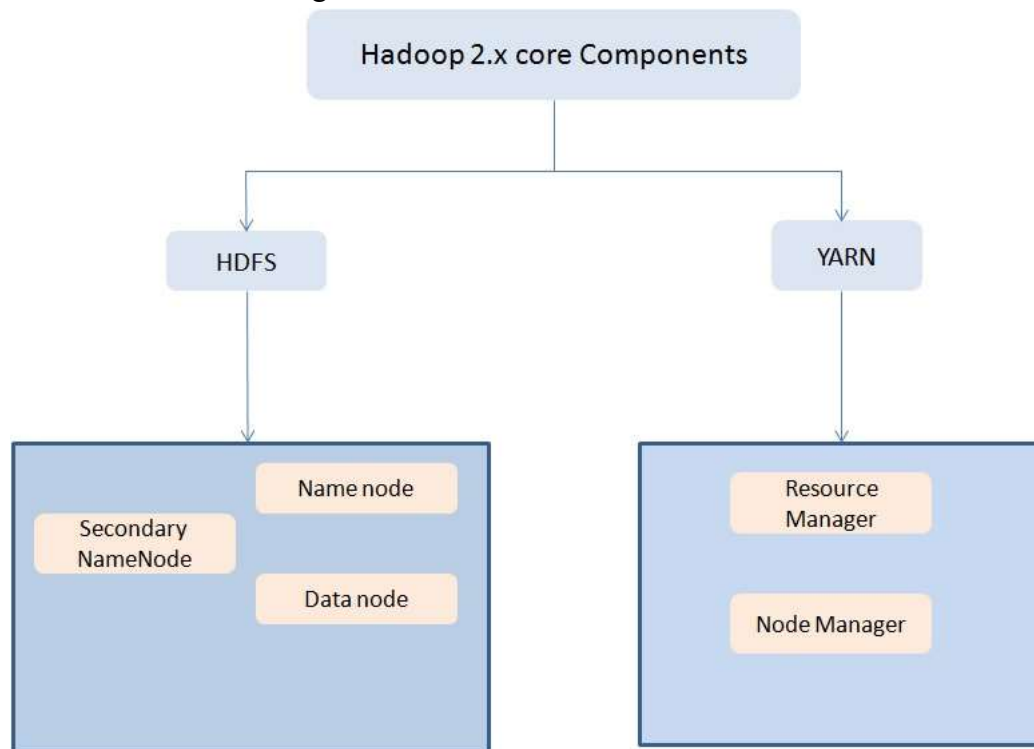 Hadoop 2.x core Components
HDFS
YARN
Name node
Secondary
NameNode
Data node
Resource
Manager
Node Manager